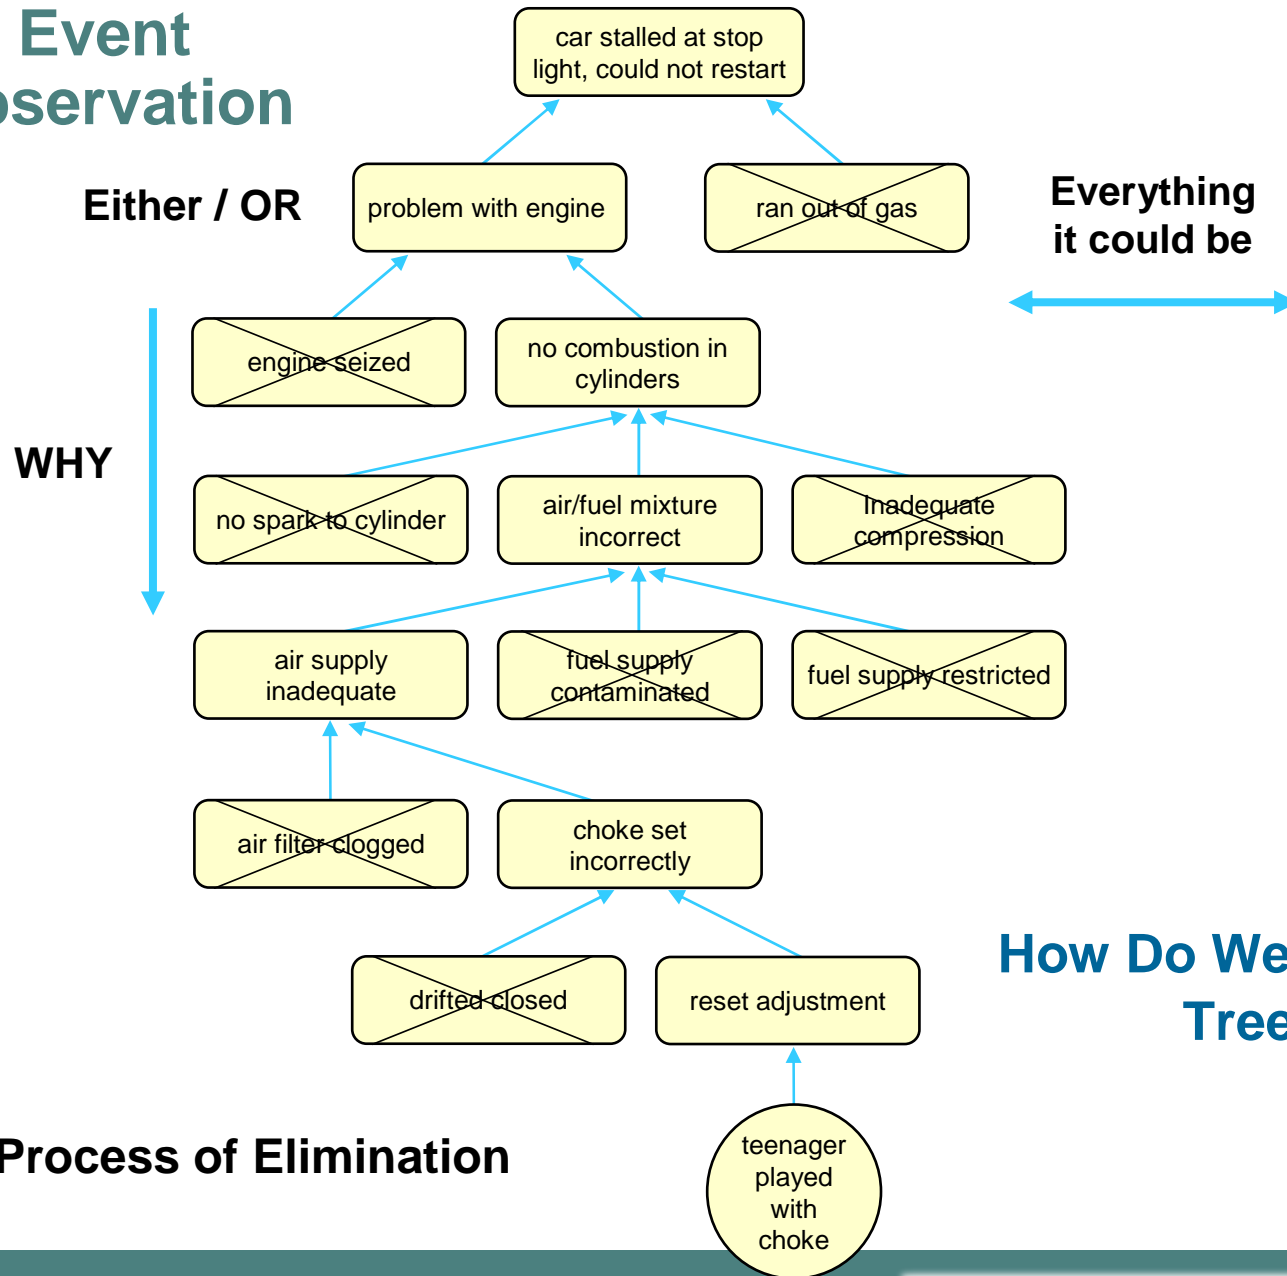 Event
oservation
car stalled at stop
light, could not restart
Either / OR
problem with engine
ran out of gas
Everything
it could be
engine seized
no combustion in
cylinders
WHY
no spark to cylinder
air/fuel mixture
incorrect
Inadequate
compression
air supply
inadequate
fuel supply
contaminated
fuel supply restricted
air filter clogged
choke set
incorrectly
drifted closed
reset adjustment
How Do We
Tree
Process of Elimination
teenager
played
with
choke